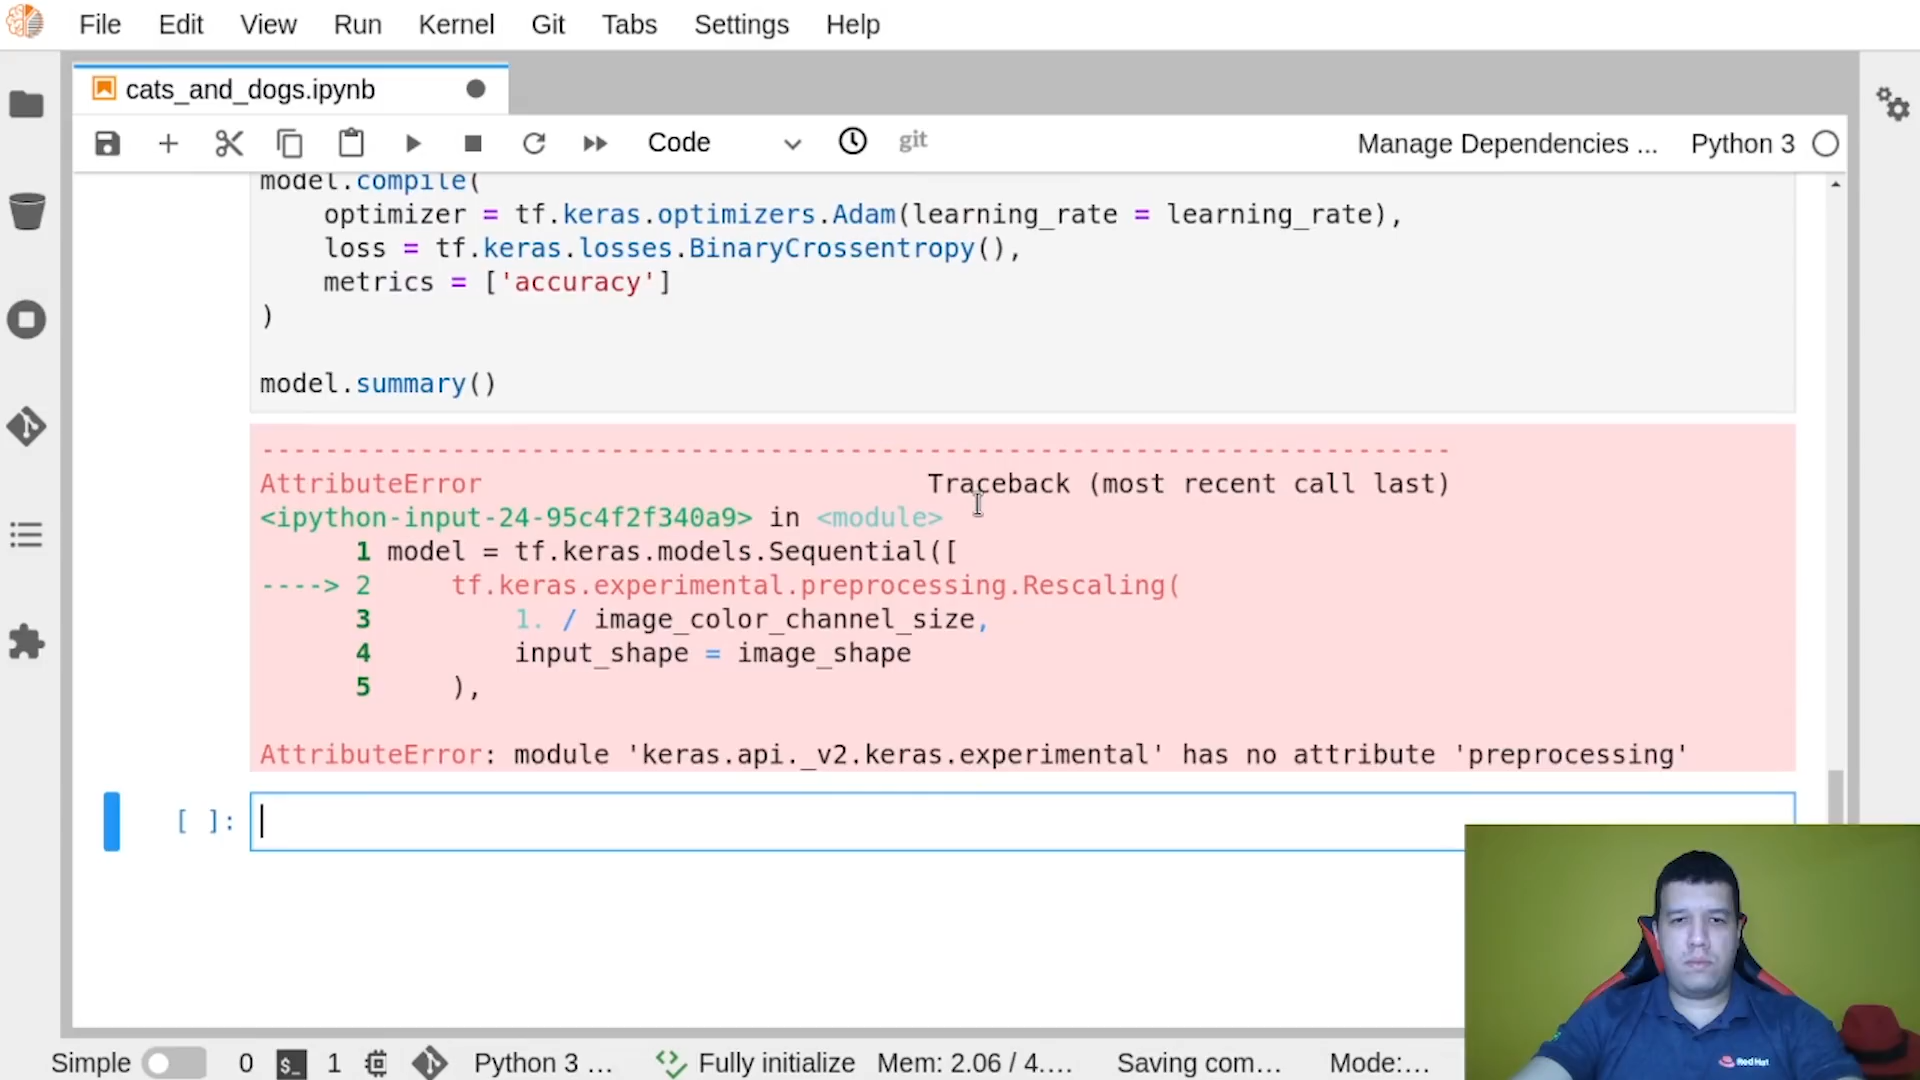 File Edit View Run Kernel Git Tabs Settings Help
cats_and_dogs.ipynb
Code git Manage Dependencies ... Python 3
model.compile(
optimizer = tf.keras.optimizers.Adam(learning_rate = learning_rate),
loss = tf.keras.losses.BinaryCrossentropy(),
metrics = ['accuracy']
)
model.summary()
---------------------------------------------------------------------------
AttributeError Traceback (most recent call last)
<ipython-input-24-95c4f2f340a9> in <module>
1 model = tf.keras.models.Sequential([
----> 2 tf.keras.experimental.preprocessing.Rescaling(
3 1. / image_color_channel_size,
4 input_shape = image_shape
5 ),
AttributeError: module 'keras.api._v2.keras.experimental' has no attribute 'preprocessing'
[ ]:
Red Hat
Simple 0 $_ 1 Python 3 ... Fully initialize Mem: 2.06 / 4.... Saving com... Mode:...